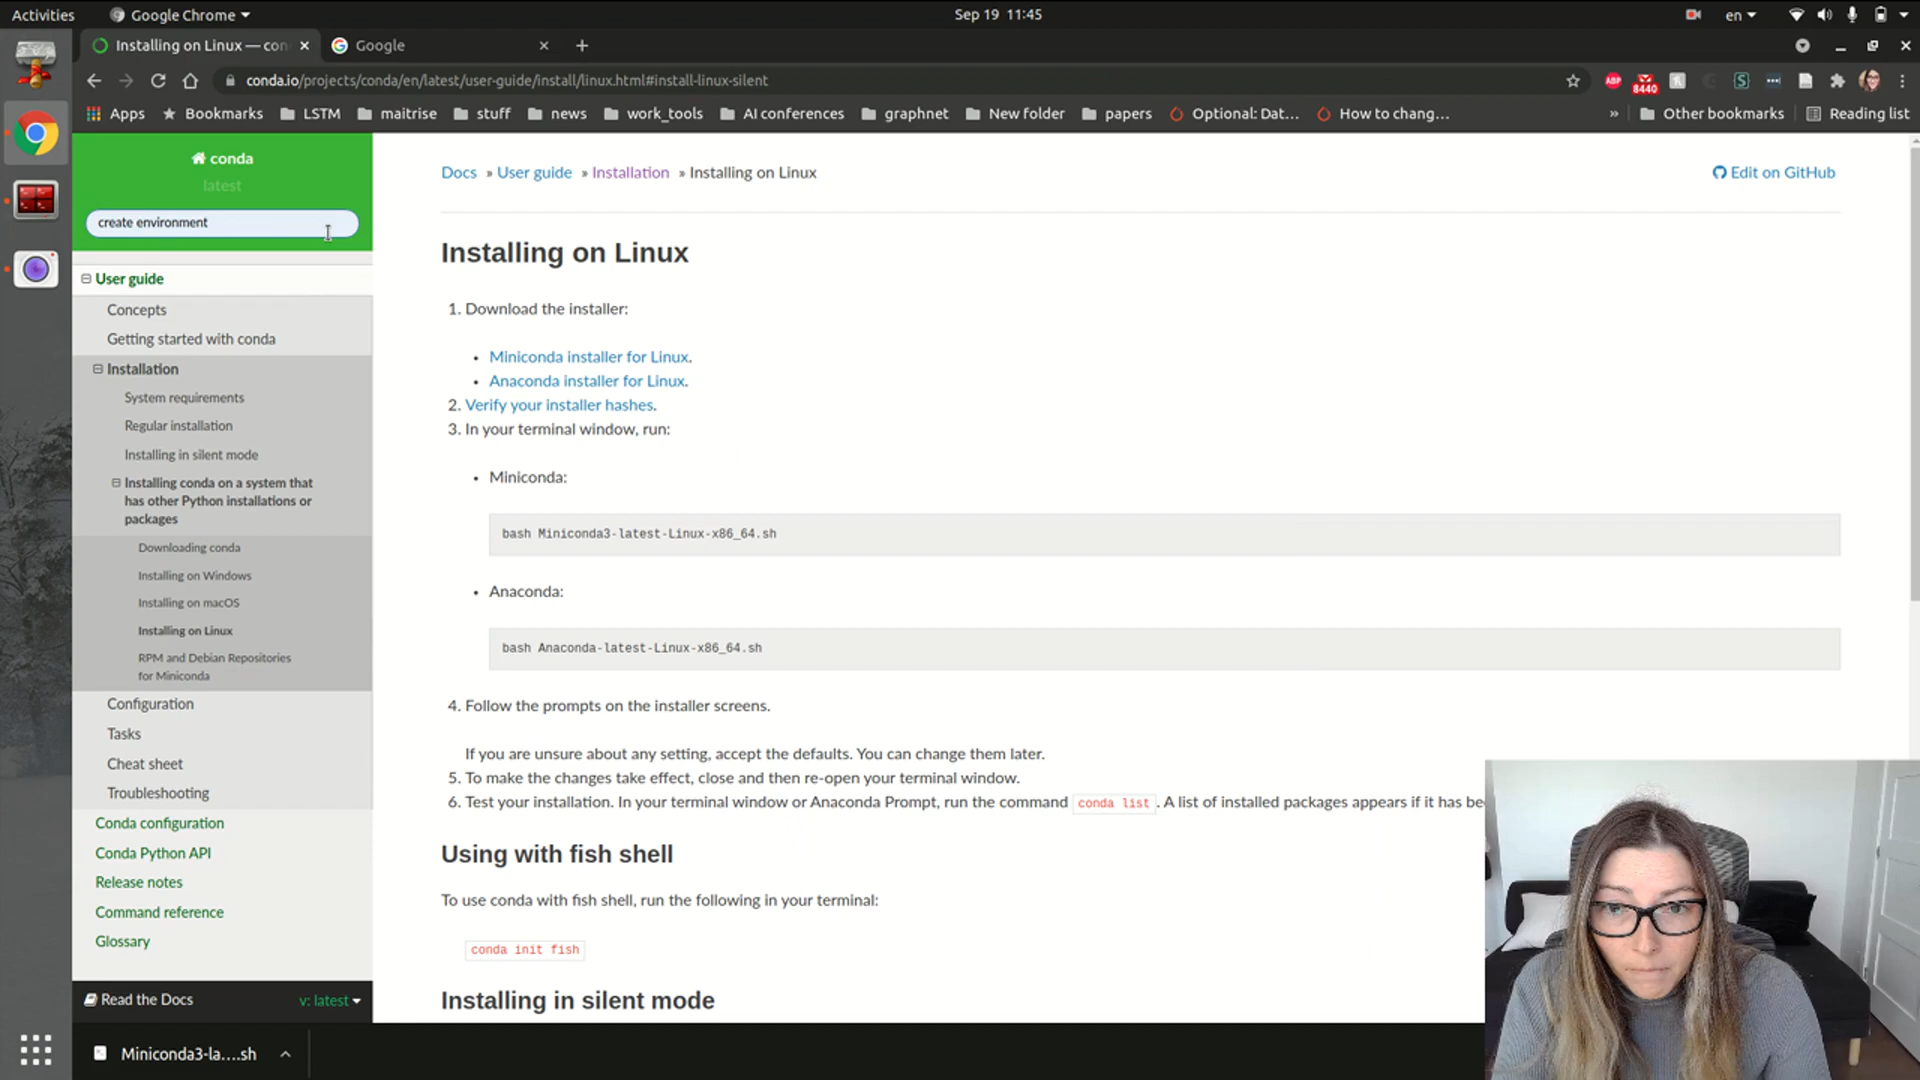 Activities
Google Chrome
Sep 19 11:45
en
Installing on Linux — con
Google
conda.io/projects/conda/en/latest/user-guide/install/linux.html#install-linux-silent
ABP
8440
Apps
Bookmarks
LSTM
maitrise
stuff
news
work_tools
AI conferences
graphnet
New folder
papers
Optional: Dat...
How to chang...
»
Other bookmarks
Reading list
conda
latest
create environment
User guide
Concepts
Getting started with conda
Installation
System requirements
Regular installation
Installing in silent mode
Installing conda on a system that
has other Python installations or
packages
Downloading conda
Installing on Windows
Installing on macOS
Installing on Linux
RPM and Debian Repositories
for Miniconda
Configuration
Tasks
Cheat sheet
Troubleshooting
Conda configuration
Conda Python API
Release notes
Command reference
Glossary
Read the Docs
v: latest
Docs » User guide » Installation » Installing on Linux
Edit on GitHub
Installing on Linux
1. Download the installer:
• Miniconda installer for Linux.
• Anaconda installer for Linux.
2. Verify your installer hashes.
3. In your terminal window, run:
• Miniconda:
bash Miniconda3-latest-Linux-x86_64.sh
• Anaconda:
bash Anaconda-latest-Linux-x86_64.sh
4. Follow the prompts on the installer screens.
If you are unsure about any setting, accept the defaults. You can change them later.
5. To make the changes take effect, close and then re-open your terminal window.
6. Test your installation. In your terminal window or Anaconda Prompt, run the command conda list . A list of installed packages appears if it has be
Using with fish shell
To use conda with fish shell, run the following in your terminal:
conda init fish
Installing in silent mode
Miniconda3-la....sh